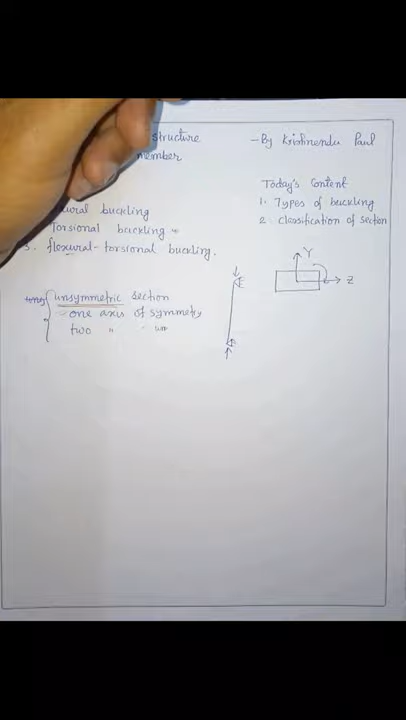 structure
member
- By Krishnendu Paul
Today's Content
1. Types of buckling
2. Classification of section
buckling
Torsional buckling
3. flexural-torsional buckling.
Y
Z
unsymmetric section
one axis of symmetry
two " "